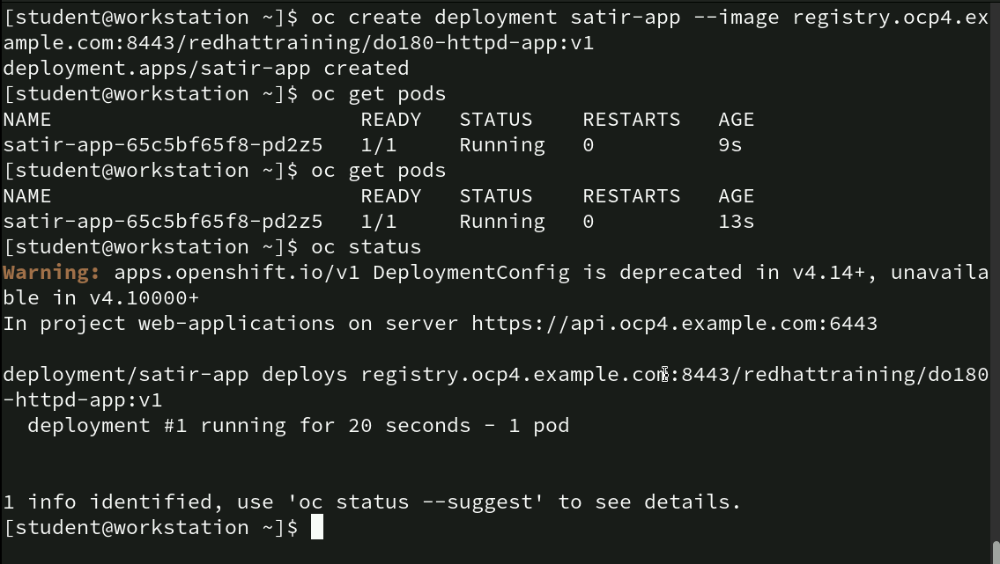 [student@workstation ~]$ oc create deployment satir-app --image registry.ocp4.ex
ample.com:8443/redhattraining/do180-httpd-app:v1
deployment.apps/satir-app created
[student@workstation ~]$ oc get pods
NAME                         READY   STATUS    RESTARTS   AGE
satir-app-65c5bf65f8-pd2z5   1/1     Running   0          9s
[student@workstation ~]$ oc get pods
NAME                         READY   STATUS    RESTARTS   AGE
satir-app-65c5bf65f8-pd2z5   1/1     Running   0          13s
[student@workstation ~]$ oc status
Warning: apps.openshift.io/v1 DeploymentConfig is deprecated in v4.14+, unavaila
ble in v4.10000+
In project web-applications on server https://api.ocp4.example.com:6443
deployment/satir-app deploys registry.ocp4.example.com:8443/redhattraining/do180
-httpd-app:v1
  deployment #1 running for 20 seconds - 1 pod
1 info identified, use 'oc status --suggest' to see details.
[student@workstation ~]$